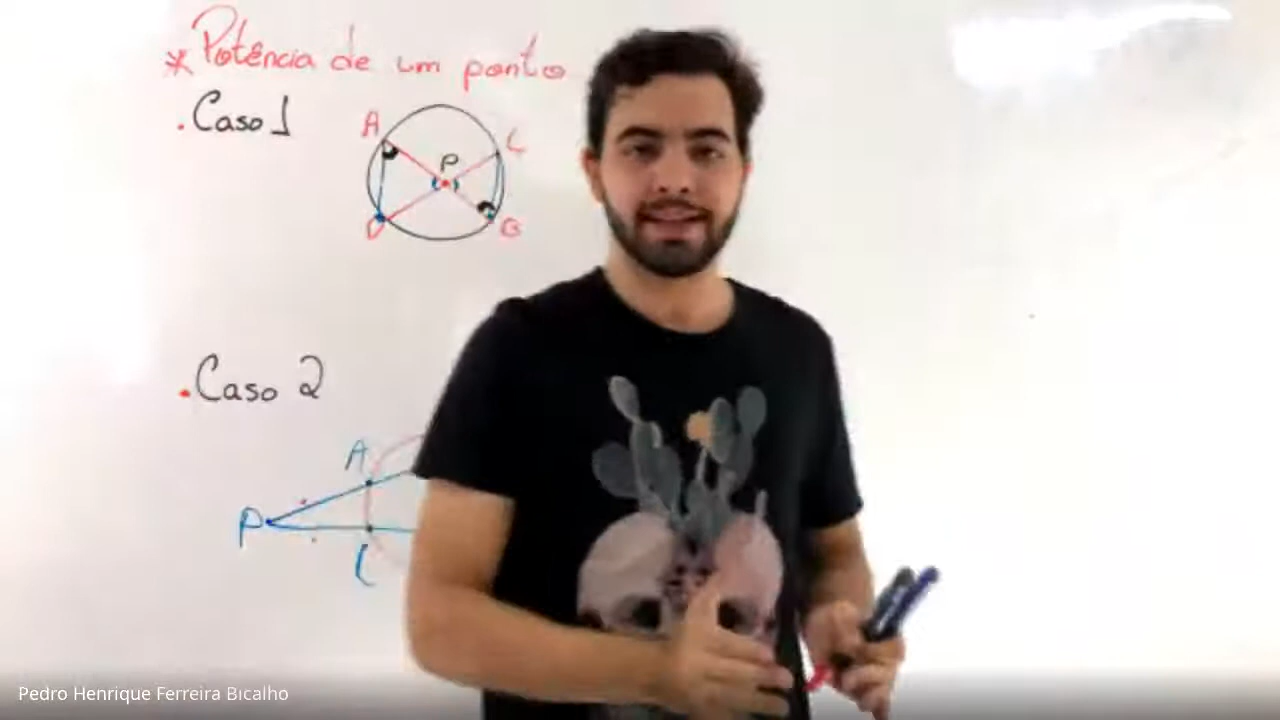 * Potência de um ponto
. Caso 1
A
C
P
D
B
. Caso 2
A
P
C
Pedro Henrique Ferreira Bicalho